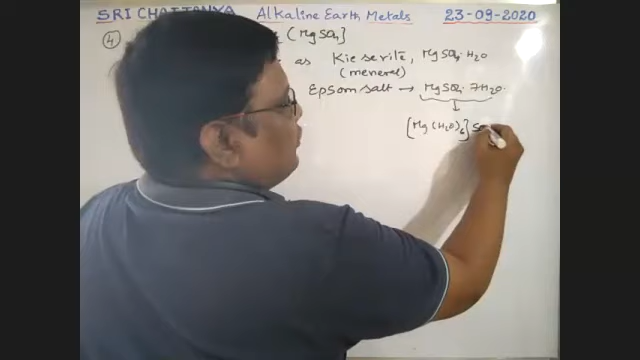 SRI CHAITANYA Alkaline Earth Metals 23-09-2020
④ (MgSO4]
as Kieserite, MgSO4·H2O
(meneral)
Epsom salt → MgSO4·7H2O.
↓
[Mg(H2O)6]